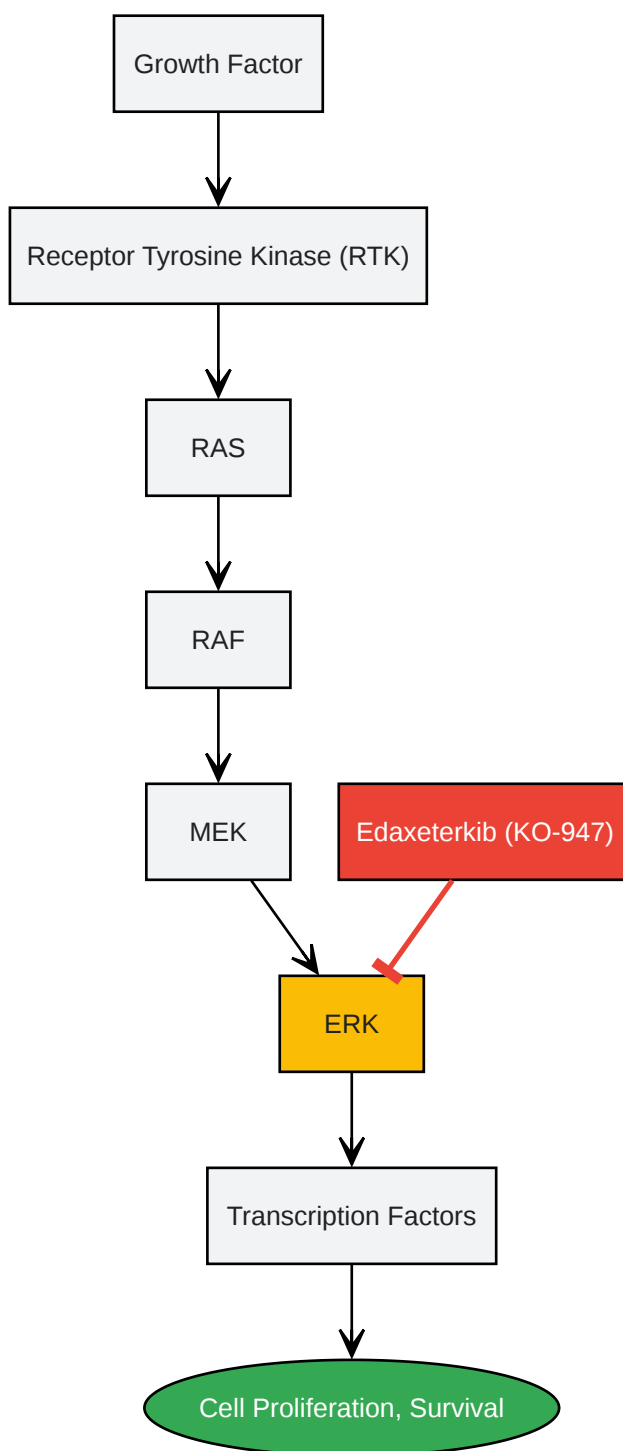 Growth Factor
Receptor Tyrosine Kinase (RTK)
RAS
RAF
MEK
Edaxeterkib (KO-947)
ERK
Transcription Factors
Cell Proliferation, Survival